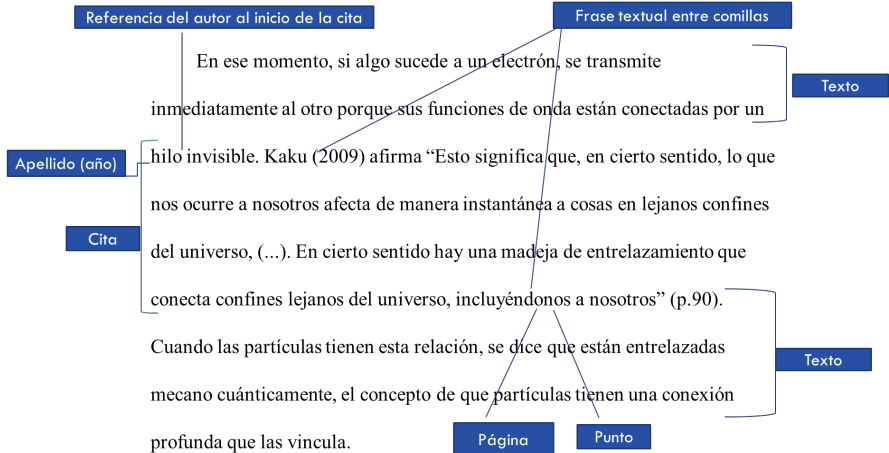 Referencia del autor al inicio de la cita
Frase textual entre comillas
En ese momento, si algo sucede a un electrón, se transmite
Texto
inmediatamente al otro porque sus funciones de onda están conectadas por un
Apellido (año)
hilo invisible. Kaku (2009) afirma “Esto significa que, en cierto sentido, lo que
nos ocurre a nosotros afecta de manera instantánea a cosas en lejanos confines
Cita
del universo, (...). En cierto sentido hay una madeja de entrelazamiento que
conecta confines lejanos del universo, incluyéndonos a nosotros” (p.90).
Cuando las partículas tienen esta relación, se dice que están entrelazadas
Texto
mecano cuánticamente, el concepto de que partículas tienen una conexión
profunda que las vincula.
Página
Punto